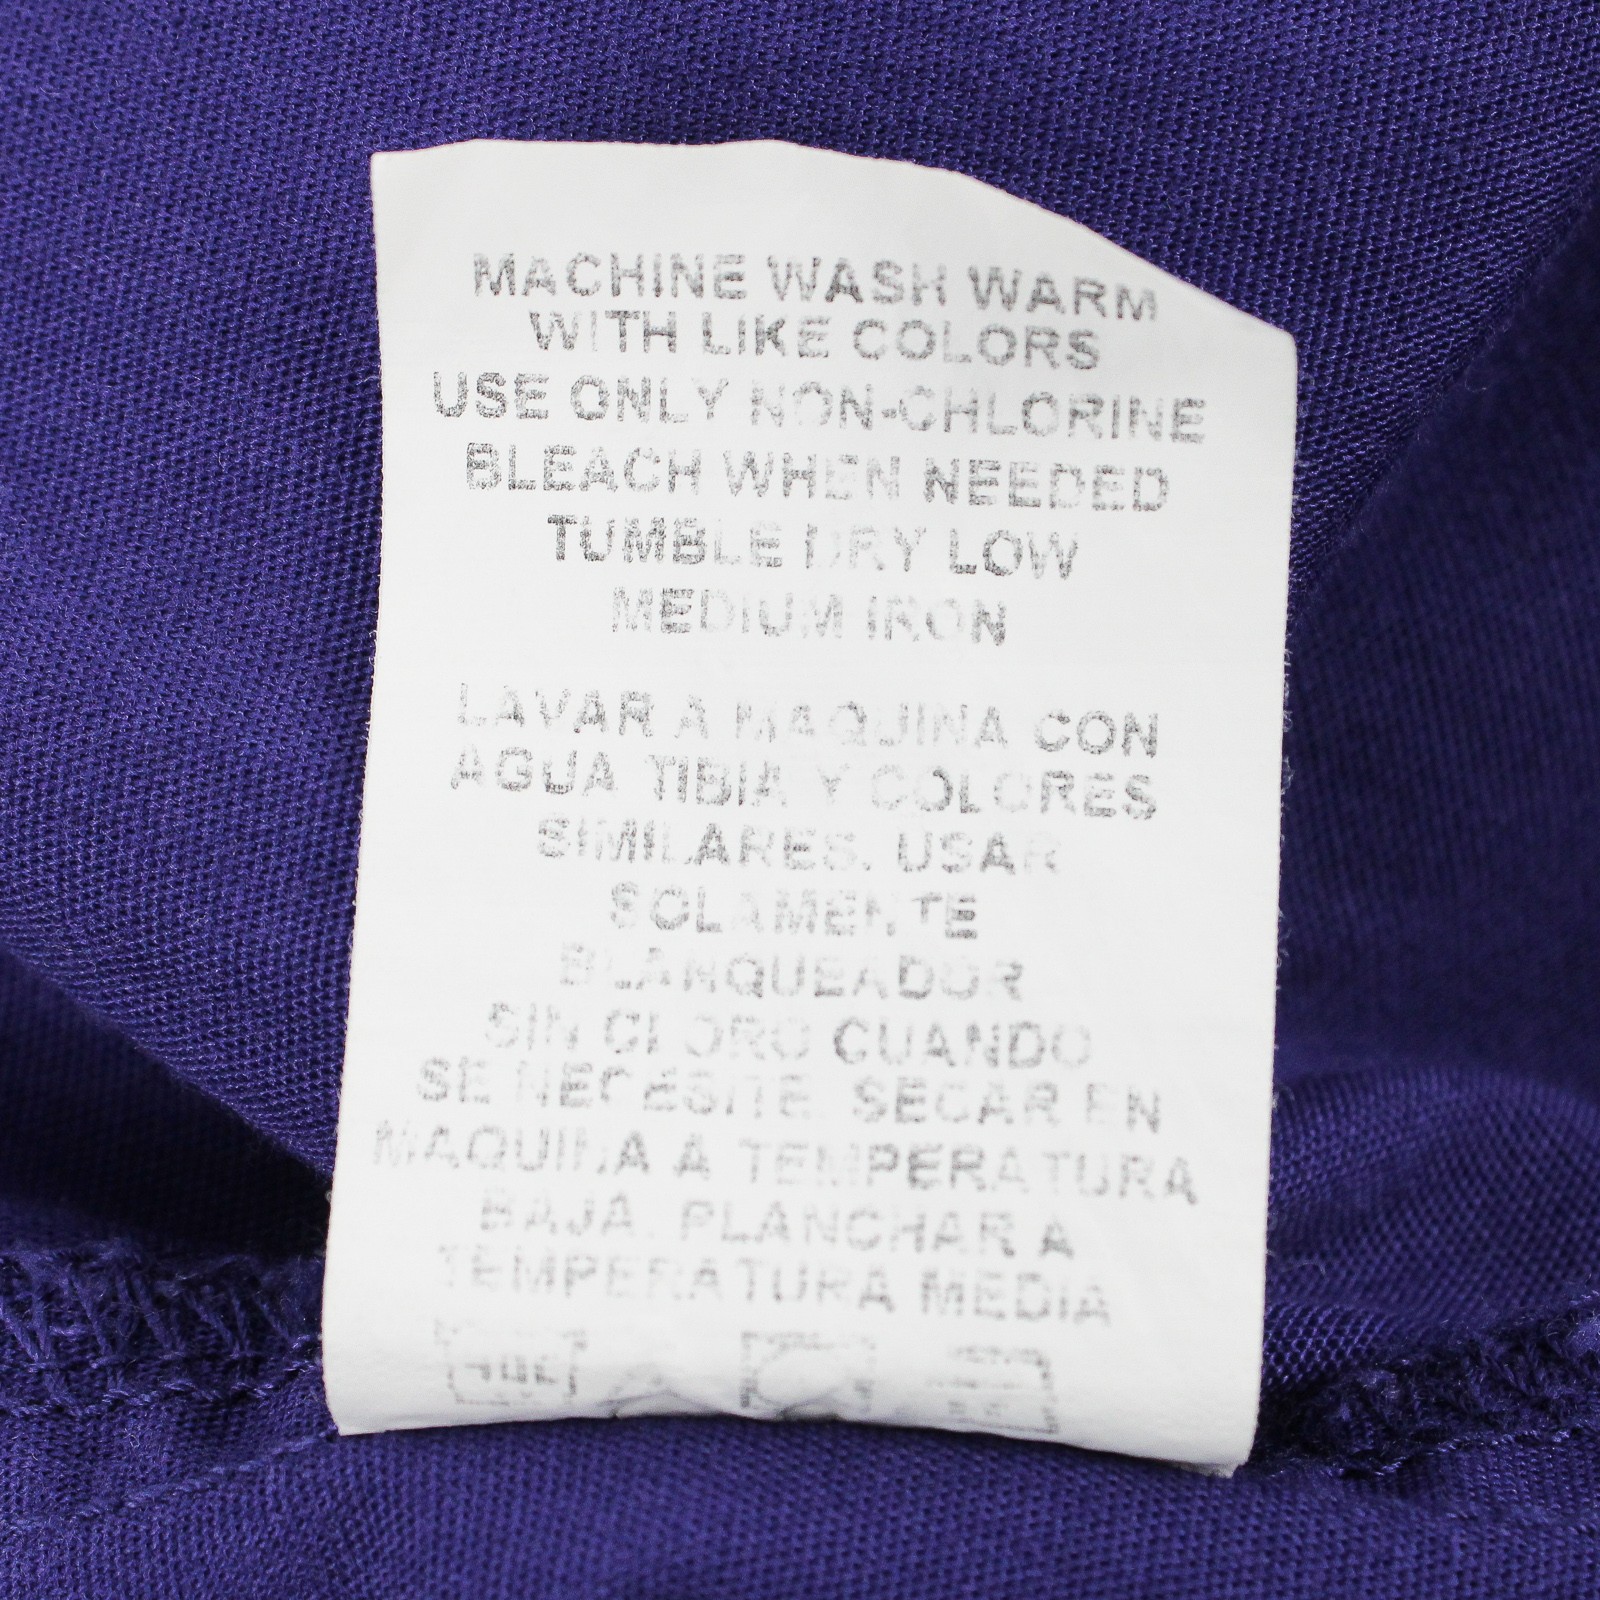 MACHINE WASH WARM
WITH LIKE COLORS
USE ONLY NON-CHLORINE
BLEACH WHEN NEEDED
TUMBLE DRY LOW
MEDIUM IRON
LAVAR A MAQUINA CON
AGUA TIBIA Y COLORES
SIMILARES. USAR
SOLAMENTE
BLANQUEADOR
SIN CLORO CUANDO
SE NECESITE. SECAR EN
MAQUINA A TEMPERATURA
BAJA. PLANCHAR A
TEMPERATURA MEDIA